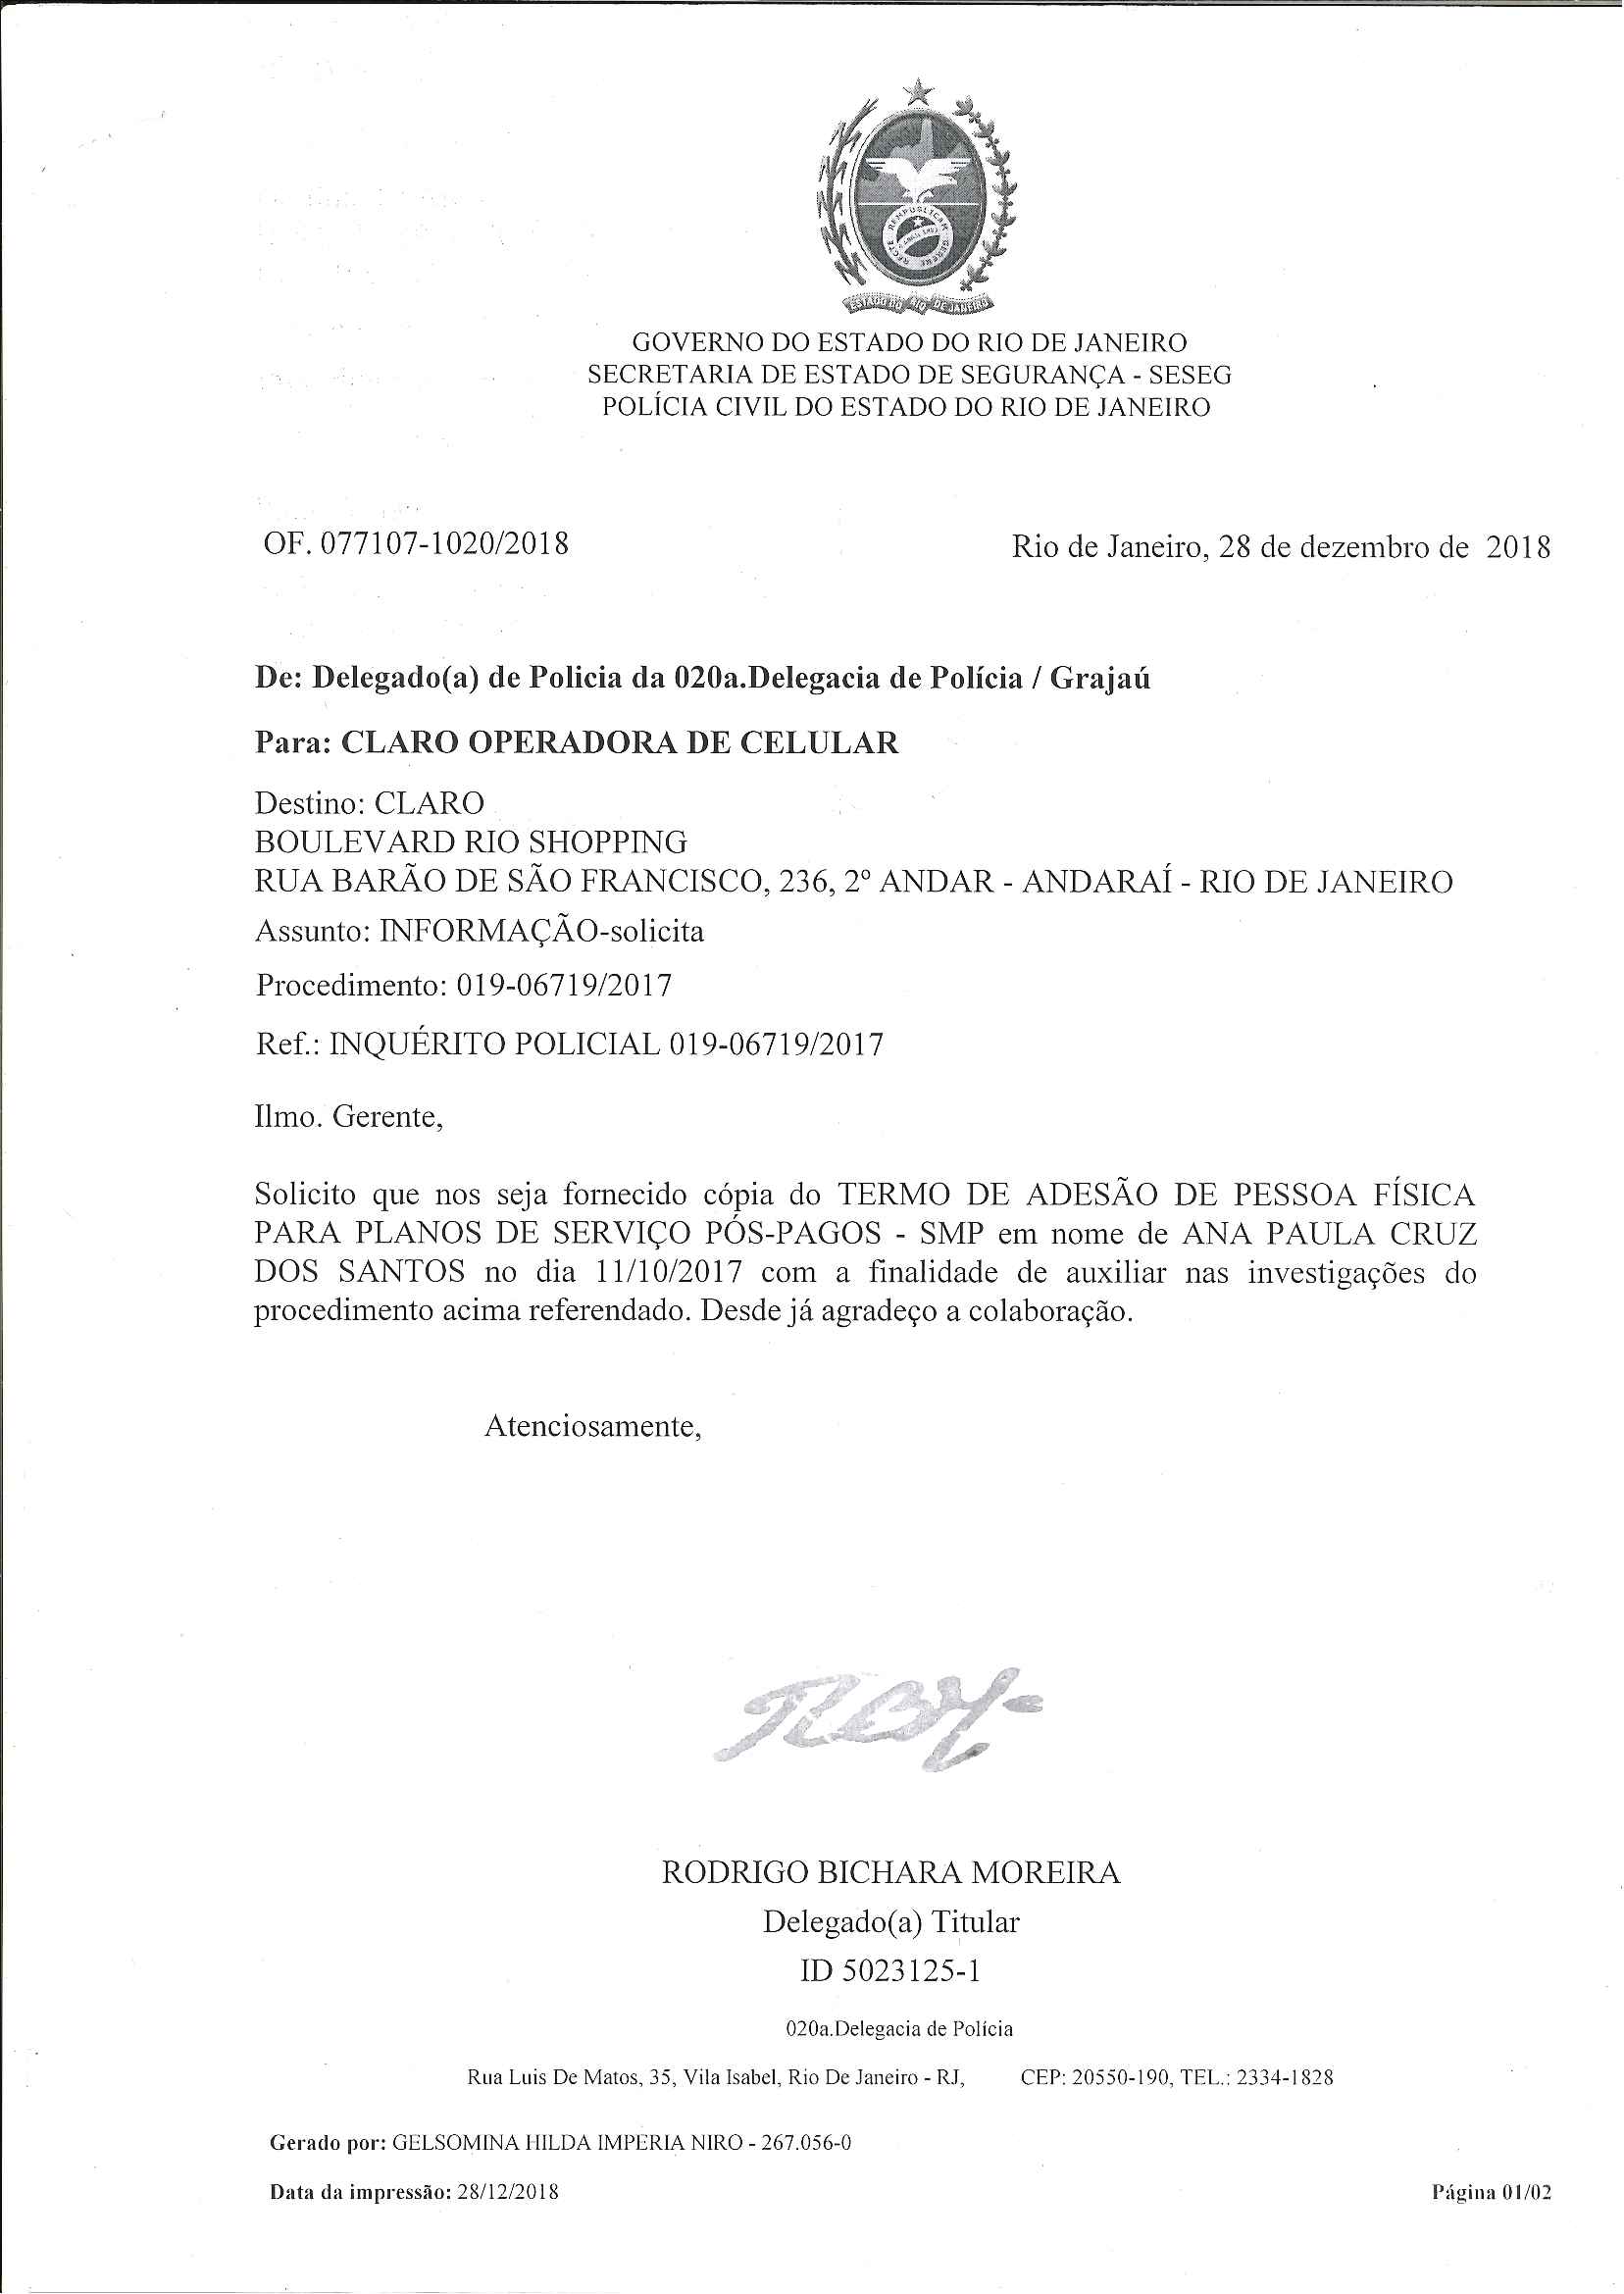 RECTE REMPUBLICAM GERERE
ESTADO DO RIO DE JANEIRO
GOVERNO DO ESTADO DO RIO DE JANEIRO
SECRETARIA DE ESTADO DE SEGURANÇA - SESEG
POLÍCIA CIVIL DO ESTADO DO RIO DE JANEIRO
OF. 077107-1020/2018 Rio de Janeiro, 28 de dezembro de 2018
De: Delegado(a) de Policia da 020a.Delegacia de Polícia / Grajaú
Para: CLARO OPERADORA DE CELULAR
Destino: CLARO
BOULEVARD RIO SHOPPING
RUA BARÃO DE SÃO FRANCISCO, 236, 2º ANDAR - ANDARAÍ - RIO DE JANEIRO
Assunto: INFORMAÇÃO-solicita
Procedimento: 019-06719/2017
Ref.: INQUÉRITO POLICIAL 019-06719/2017
Ilmo. Gerente,
Solicito que nos seja fornecido cópia do TERMO DE ADESÃO DE PESSOA FÍSICA
PARA PLANOS DE SERVIÇO PÓS-PAGOS - SMP em nome de ANA PAULA CRUZ
DOS SANTOS no dia 11/10/2017 com a finalidade de auxiliar nas investigações do
procedimento acima referendado. Desde já agradeço a colaboração.
Atenciosamente,
RODRIGO BICHARA MOREIRA
Delegado(a) Titular
ID 5023125-1
020a.Delegacia de Polícia
Rua Luis De Matos, 35, Vila Isabel, Rio De Janeiro - RJ, CEP: 20550-190, TEL.: 2334-1828
Gerado por: GELSOMINA HILDA IMPERIA NIRO - 267.056-0
Data da impressão: 28/12/2018 Página 01/02